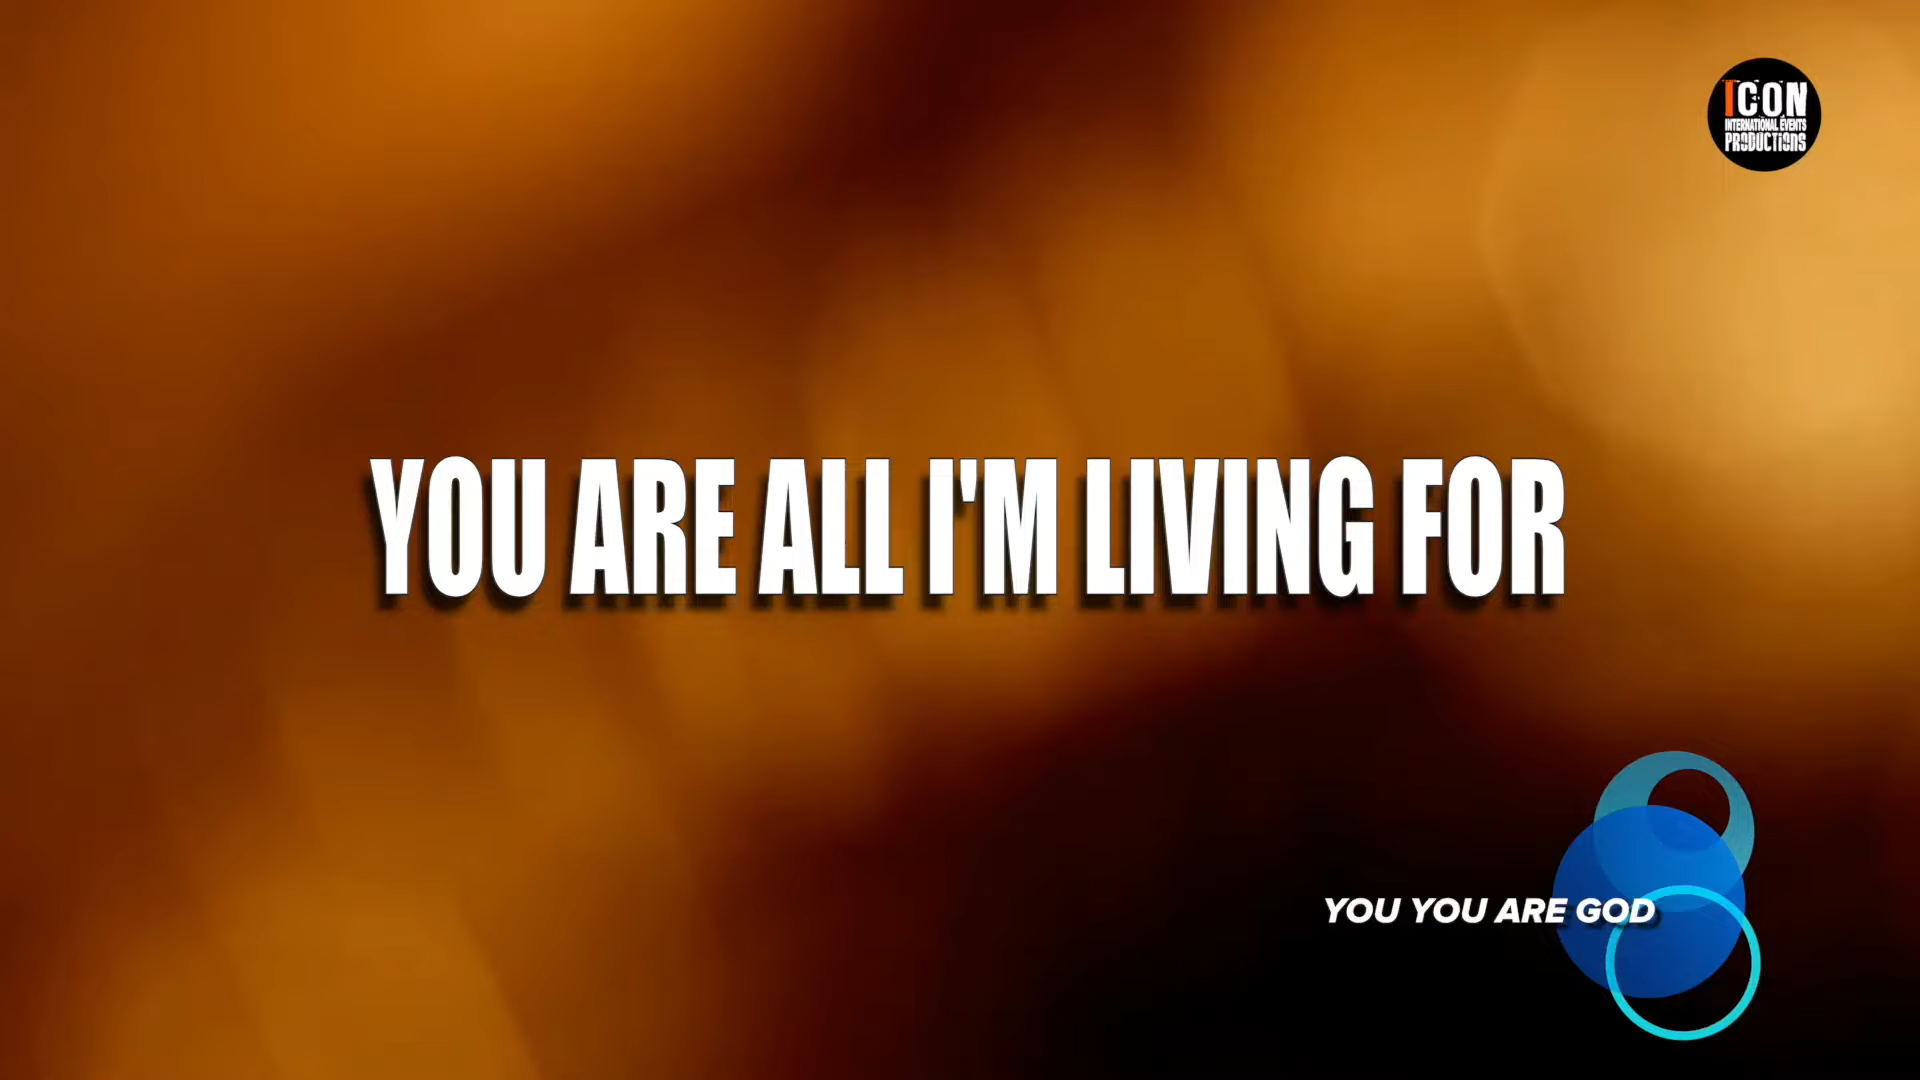 ICON
INTERNATIONAL EVENTS
PRODUCTIONS
YOU ARE ALL I'M LIVING FOR
YOU YOU ARE GOD